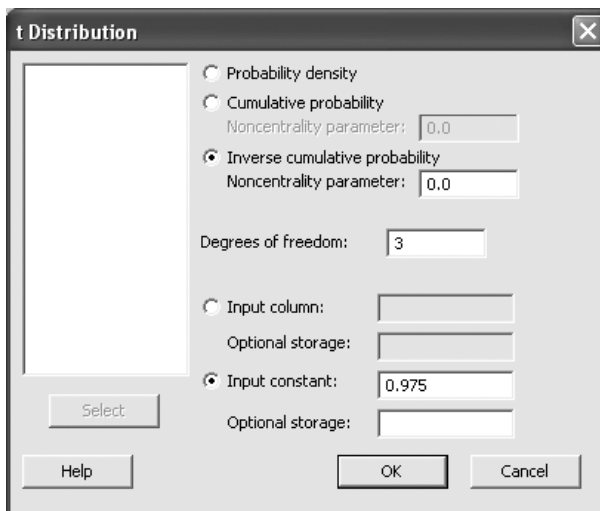 t Distribution
Probability density
Cumulative probability
Noncentrality parameter: 0.0
Inverse cumulative probability
Noncentrality parameter: 0.0
Degrees of freedom: 3
Input column:
Optional storage:
Input constant: 0.975
Optional storage:
Select
Help OK Cancel